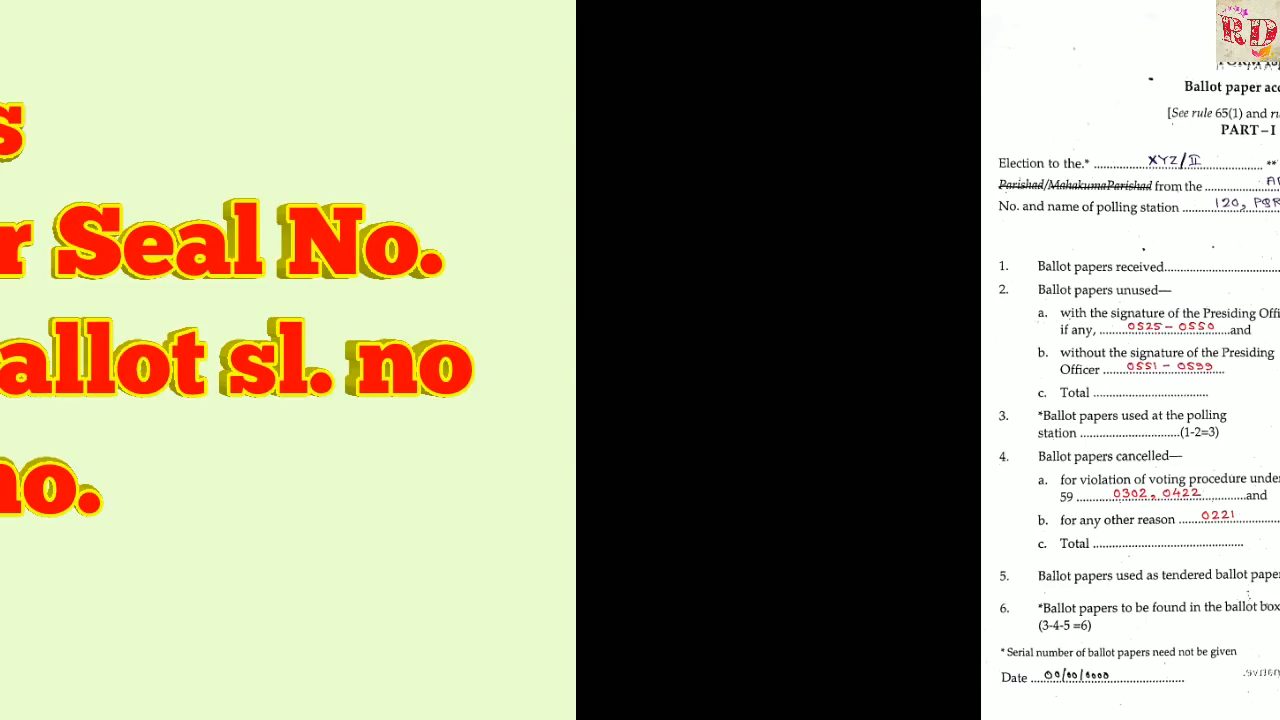 s
r Seal No.
allot sl. no
no.
RD
Ballot paper acc
[See rule 65(1) and ru
PART-I
Election to the.* XYZ/II **
Parishad/MahakumaParishad from the
No. and name of polling station 120, PQR
1. Ballot papers received
2. Ballot papers unused—
a. with the signature of the Presiding Offi
if any, 0525 - 0550 and
b. without the signature of the Presiding
Officer 0551 - 0599
c. Total
3. *Ballot papers used at the polling
station (1-2=3)
4. Ballot papers cancelled—
a. for violation of voting procedure under
59 0302, 0422 and
b. for any other reason 0221
c. Total
5. Ballot papers used as tendered ballot paper
6. *Ballot papers to be found in the ballot box
(3-4-5 =6)
* Serial number of ballot papers need not be given
Date 00/00/0000